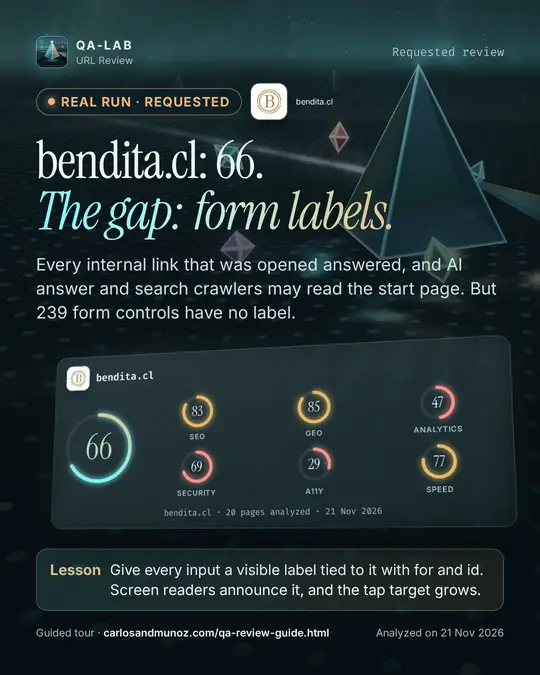 QA-LAB
URL Review
Requested review
REAL RUN · REQUESTED
B
bendita.cl
bendita.cl: 66.
The gap: form labels.
Every internal link that was opened answered, and AI
answer and search crawlers may read the start page. But
239 form controls have no label.
B
bendita.cl
66
83
SEO
85
GEO
47
ANALYTICS
69
SECURITY
29
A11Y
77
SPEED
bendita.cl · 20 pages analyzed · 21 Nov 2026
Lesson Give every input a visible label tied to it with for and id.
Screen readers announce it, and the tap target grows.
Guided tour · carlosandmunoz.com/qa-review-guide.html
Analyzed on 21 Nov 2026